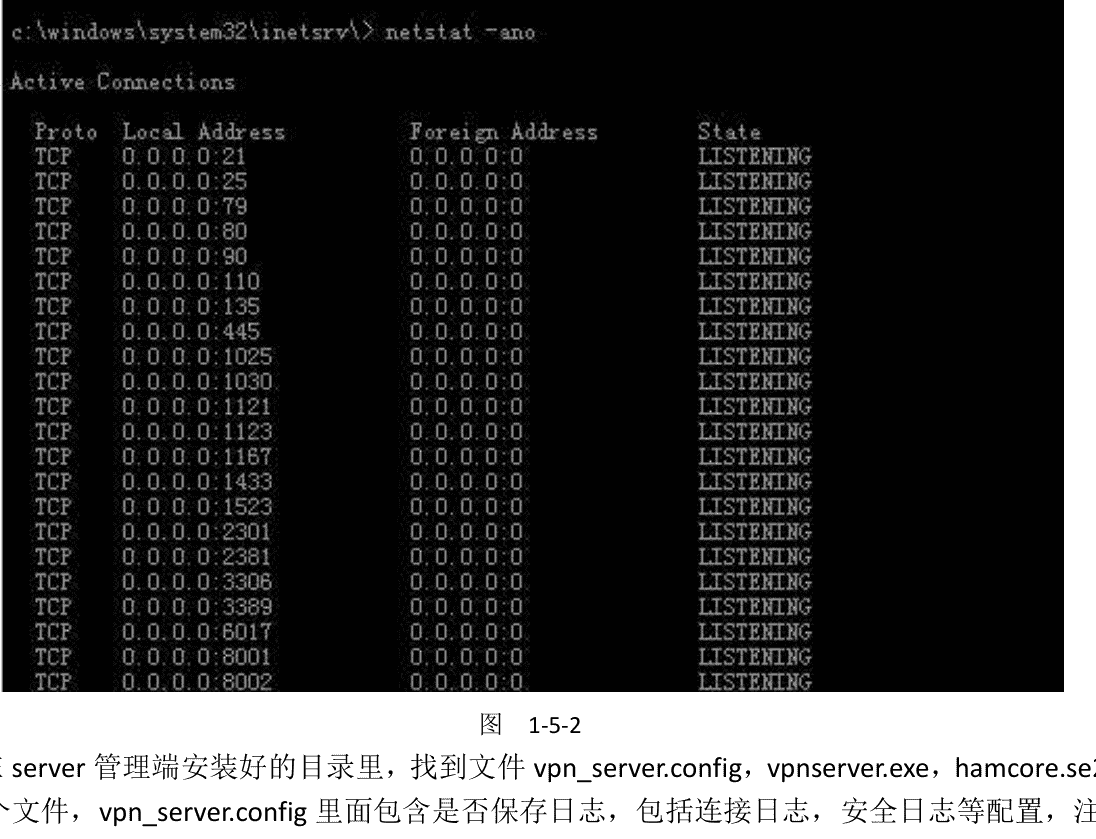 c:\windows\system32\inetsrv\> netstat -ano
Active Connections
Proto Local Address Foreign Address State
TCP 0.0.0.0:21 0.0.0.0:0 LISTENING
TCP 0.0.0.0:25 0.0.0.0:0 LISTENING
TCP 0.0.0.0:79 0.0.0.0:0 LISTENING
TCP 0.0.0.0:80 0.0.0.0:0 LISTENING
TCP 0.0.0.0:90 0.0.0.0:0 LISTENING
TCP 0.0.0.0:110 0.0.0.0:0 LISTENING
TCP 0.0.0.0:135 0.0.0.0:0 LISTENING
TCP 0.0.0.0:445 0.0.0.0:0 LISTENING
TCP 0.0.0.0:1025 0.0.0.0:0 LISTENING
TCP 0.0.0.0:1030 0.0.0.0:0 LISTENING
TCP 0.0.0.0:1121 0.0.0.0:0 LISTENING
TCP 0.0.0.0:1123 0.0.0.0:0 LISTENING
TCP 0.0.0.0:1167 0.0.0.0:0 LISTENING
TCP 0.0.0.0:1433 0.0.0.0:0 LISTENING
TCP 0.0.0.0:1523 0.0.0.0:0 LISTENING
TCP 0.0.0.0:2301 0.0.0.0:0 LISTENING
TCP 0.0.0.0:2381 0.0.0.0:0 LISTENING
TCP 0.0.0.0:3306 0.0.0.0:0 LISTENING
TCP 0.0.0.0:3389 0.0.0.0:0 LISTENING
TCP 0.0.0.0:6017 0.0.0.0:0 LISTENING
TCP 0.0.0.0:8001 0.0.0.0:0 LISTENING
TCP 0.0.0.0:8002 0.0.0.0:0 LISTENING
图 1-5-2
server 管理端安装好的目录里，找到文件 vpn_server.config，vpnserver.exe，hamcore.se2
个文件，vpn_server.config 里面包含是否保存日志，包括连接日志，安全日志等配置，注